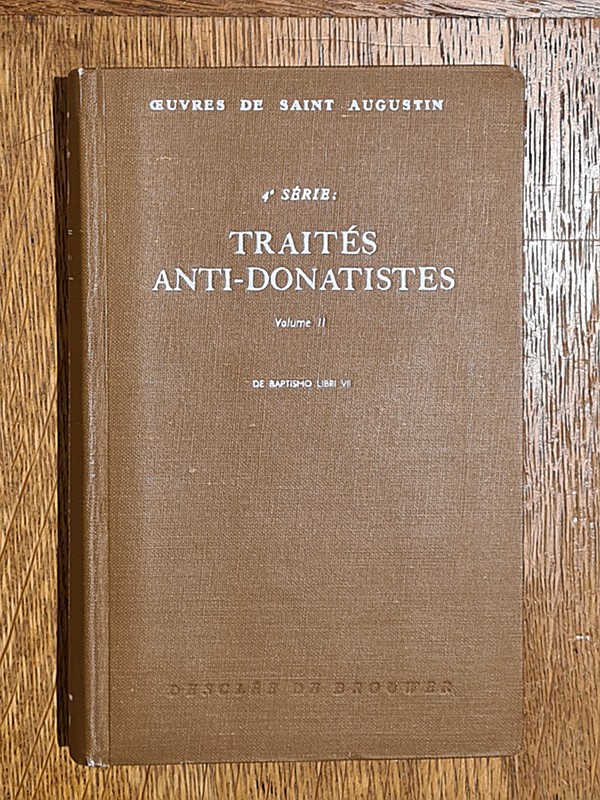 ŒUVRES DE SAINT AUGUSTIN
4ᵉ SÉRIE:
TRAITÉS
ANTI-DONATISTES
Volume II
DE BAPTISMO LIBRI VII
DESCLÉE DE BROUWER